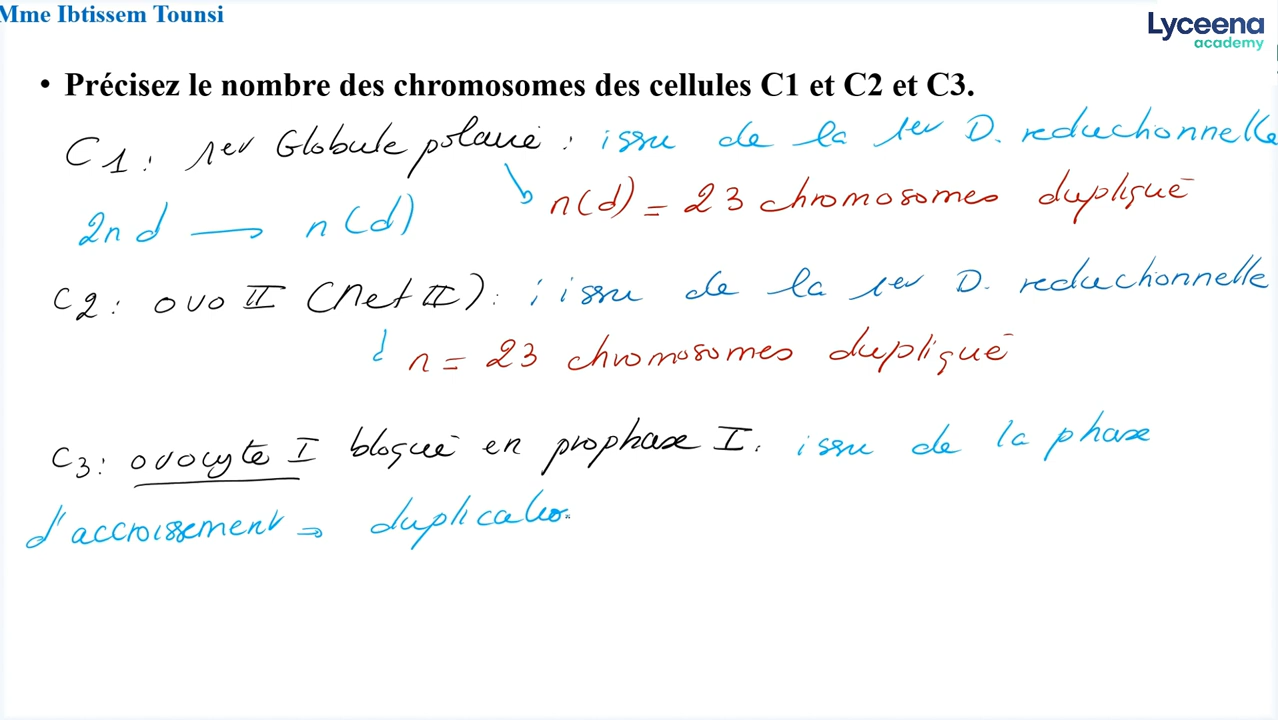 Mme Ibtissem Tounsi
Lyceena
academy
• Précisez le nombre des chromosomes des cellules C1 et C2 et C3.
C1 : 1er Globule polaire : issu de la 1er D. reductionnelle
n(d) = 23 chromosomes dupliqué
2nd → n(d)
C2 : ovo II (Met II) : issu de la 1er D. reductionnelle
n = 23 chromosomes dupliqué
C3 : ovocyte I bloqué en prophase I. issu de la phase
d'accroissement ⇒ duplicatio